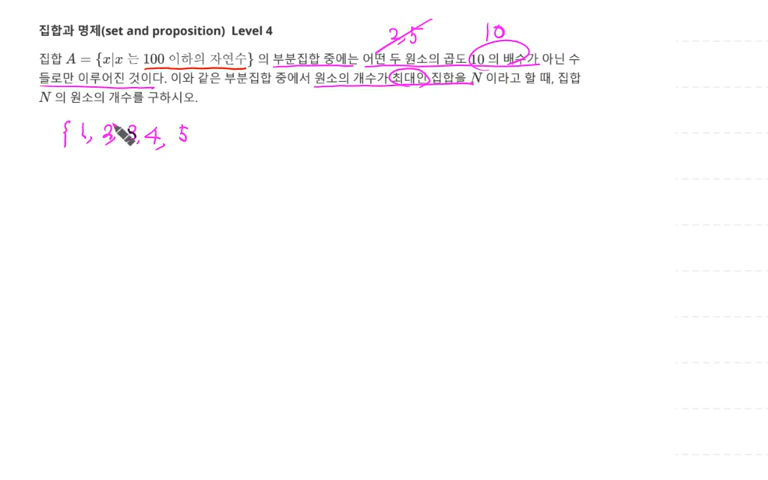 집합과 명제(set and proposition) Level 4
2,5
10
집합 A = {x|x 는 100 이하의 자연수} 의 부분집합 중에는 어떤 두 원소의 곱도 10 의 배수가 아닌 수
들로만 이루어진 것이다. 이와 같은 부분집합 중에서 원소의 개수가 최대인 집합을 N 이라고 할 때, 집합
N 의 원소의 개수를 구하시오.
{ 1, 2, 3, 4, 5